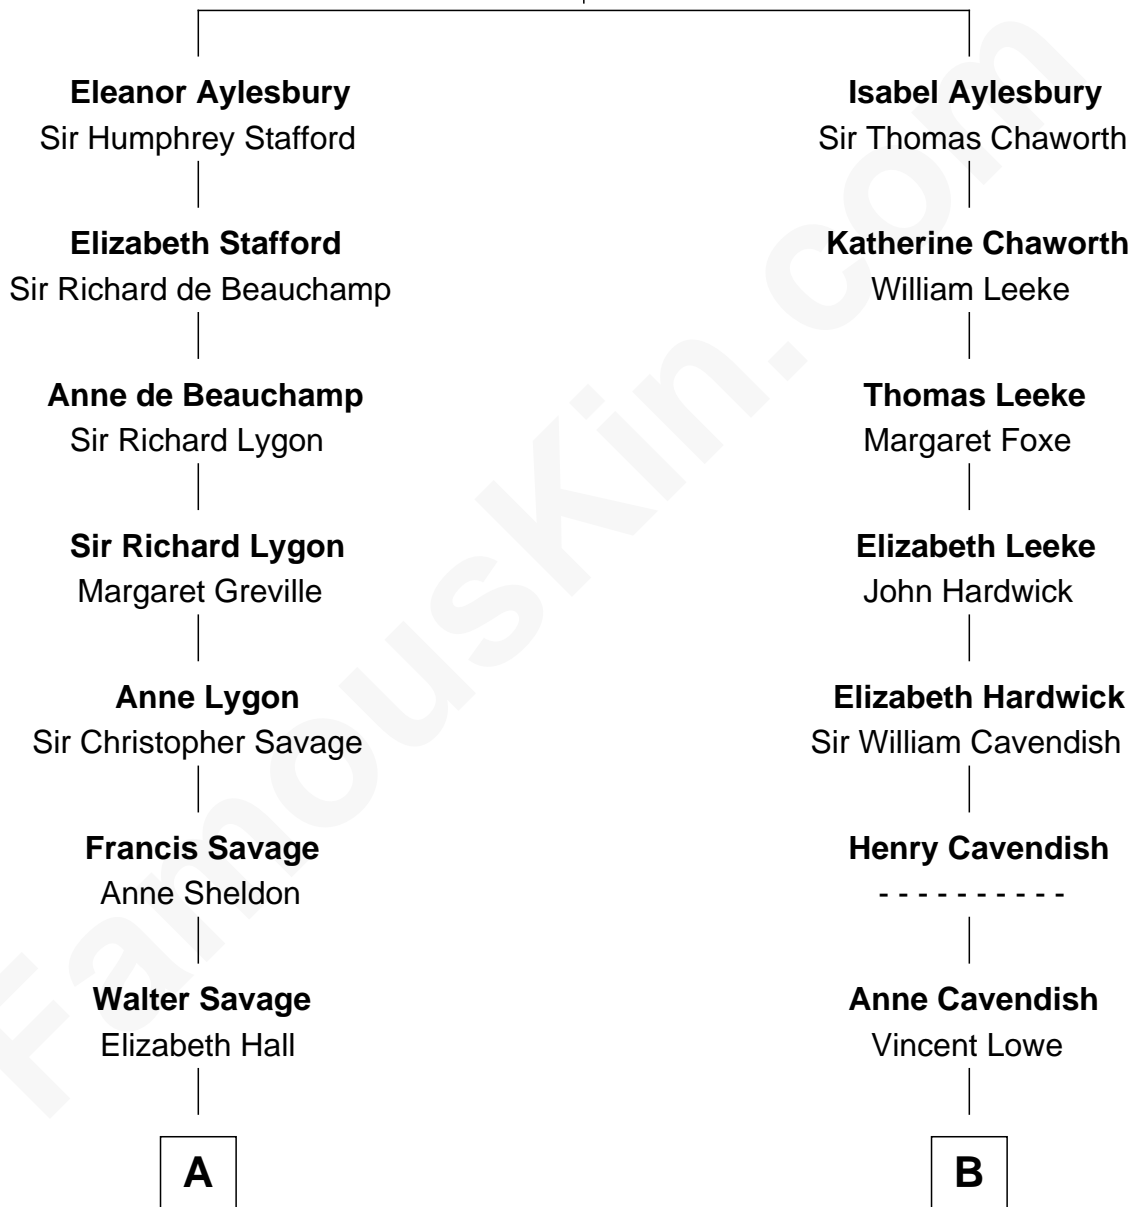 Eleanor Aylesbury
Sir Humphrey Stafford
Elizabeth Stafford
Sir Richard de Beauchamp
Anne de Beauchamp
Sir Richard Lygon
Sir Richard Lygon
Margaret Greville
Anne Lygon
Sir Christopher Savage
Francis Savage
Anne Sheldon
Walter Savage
Elizabeth Hall
A
Isabel Aylesbury
Sir Thomas Chaworth
Katherine Chaworth
William Leeke
Thomas Leeke
Margaret Foxe
Elizabeth Leeke
John Hardwick
Elizabeth Hardwick
Sir William Cavendish
Henry Cavendish
- - - - - - - - - -
Anne Cavendish
Vincent Lowe
B
FamousKin.com